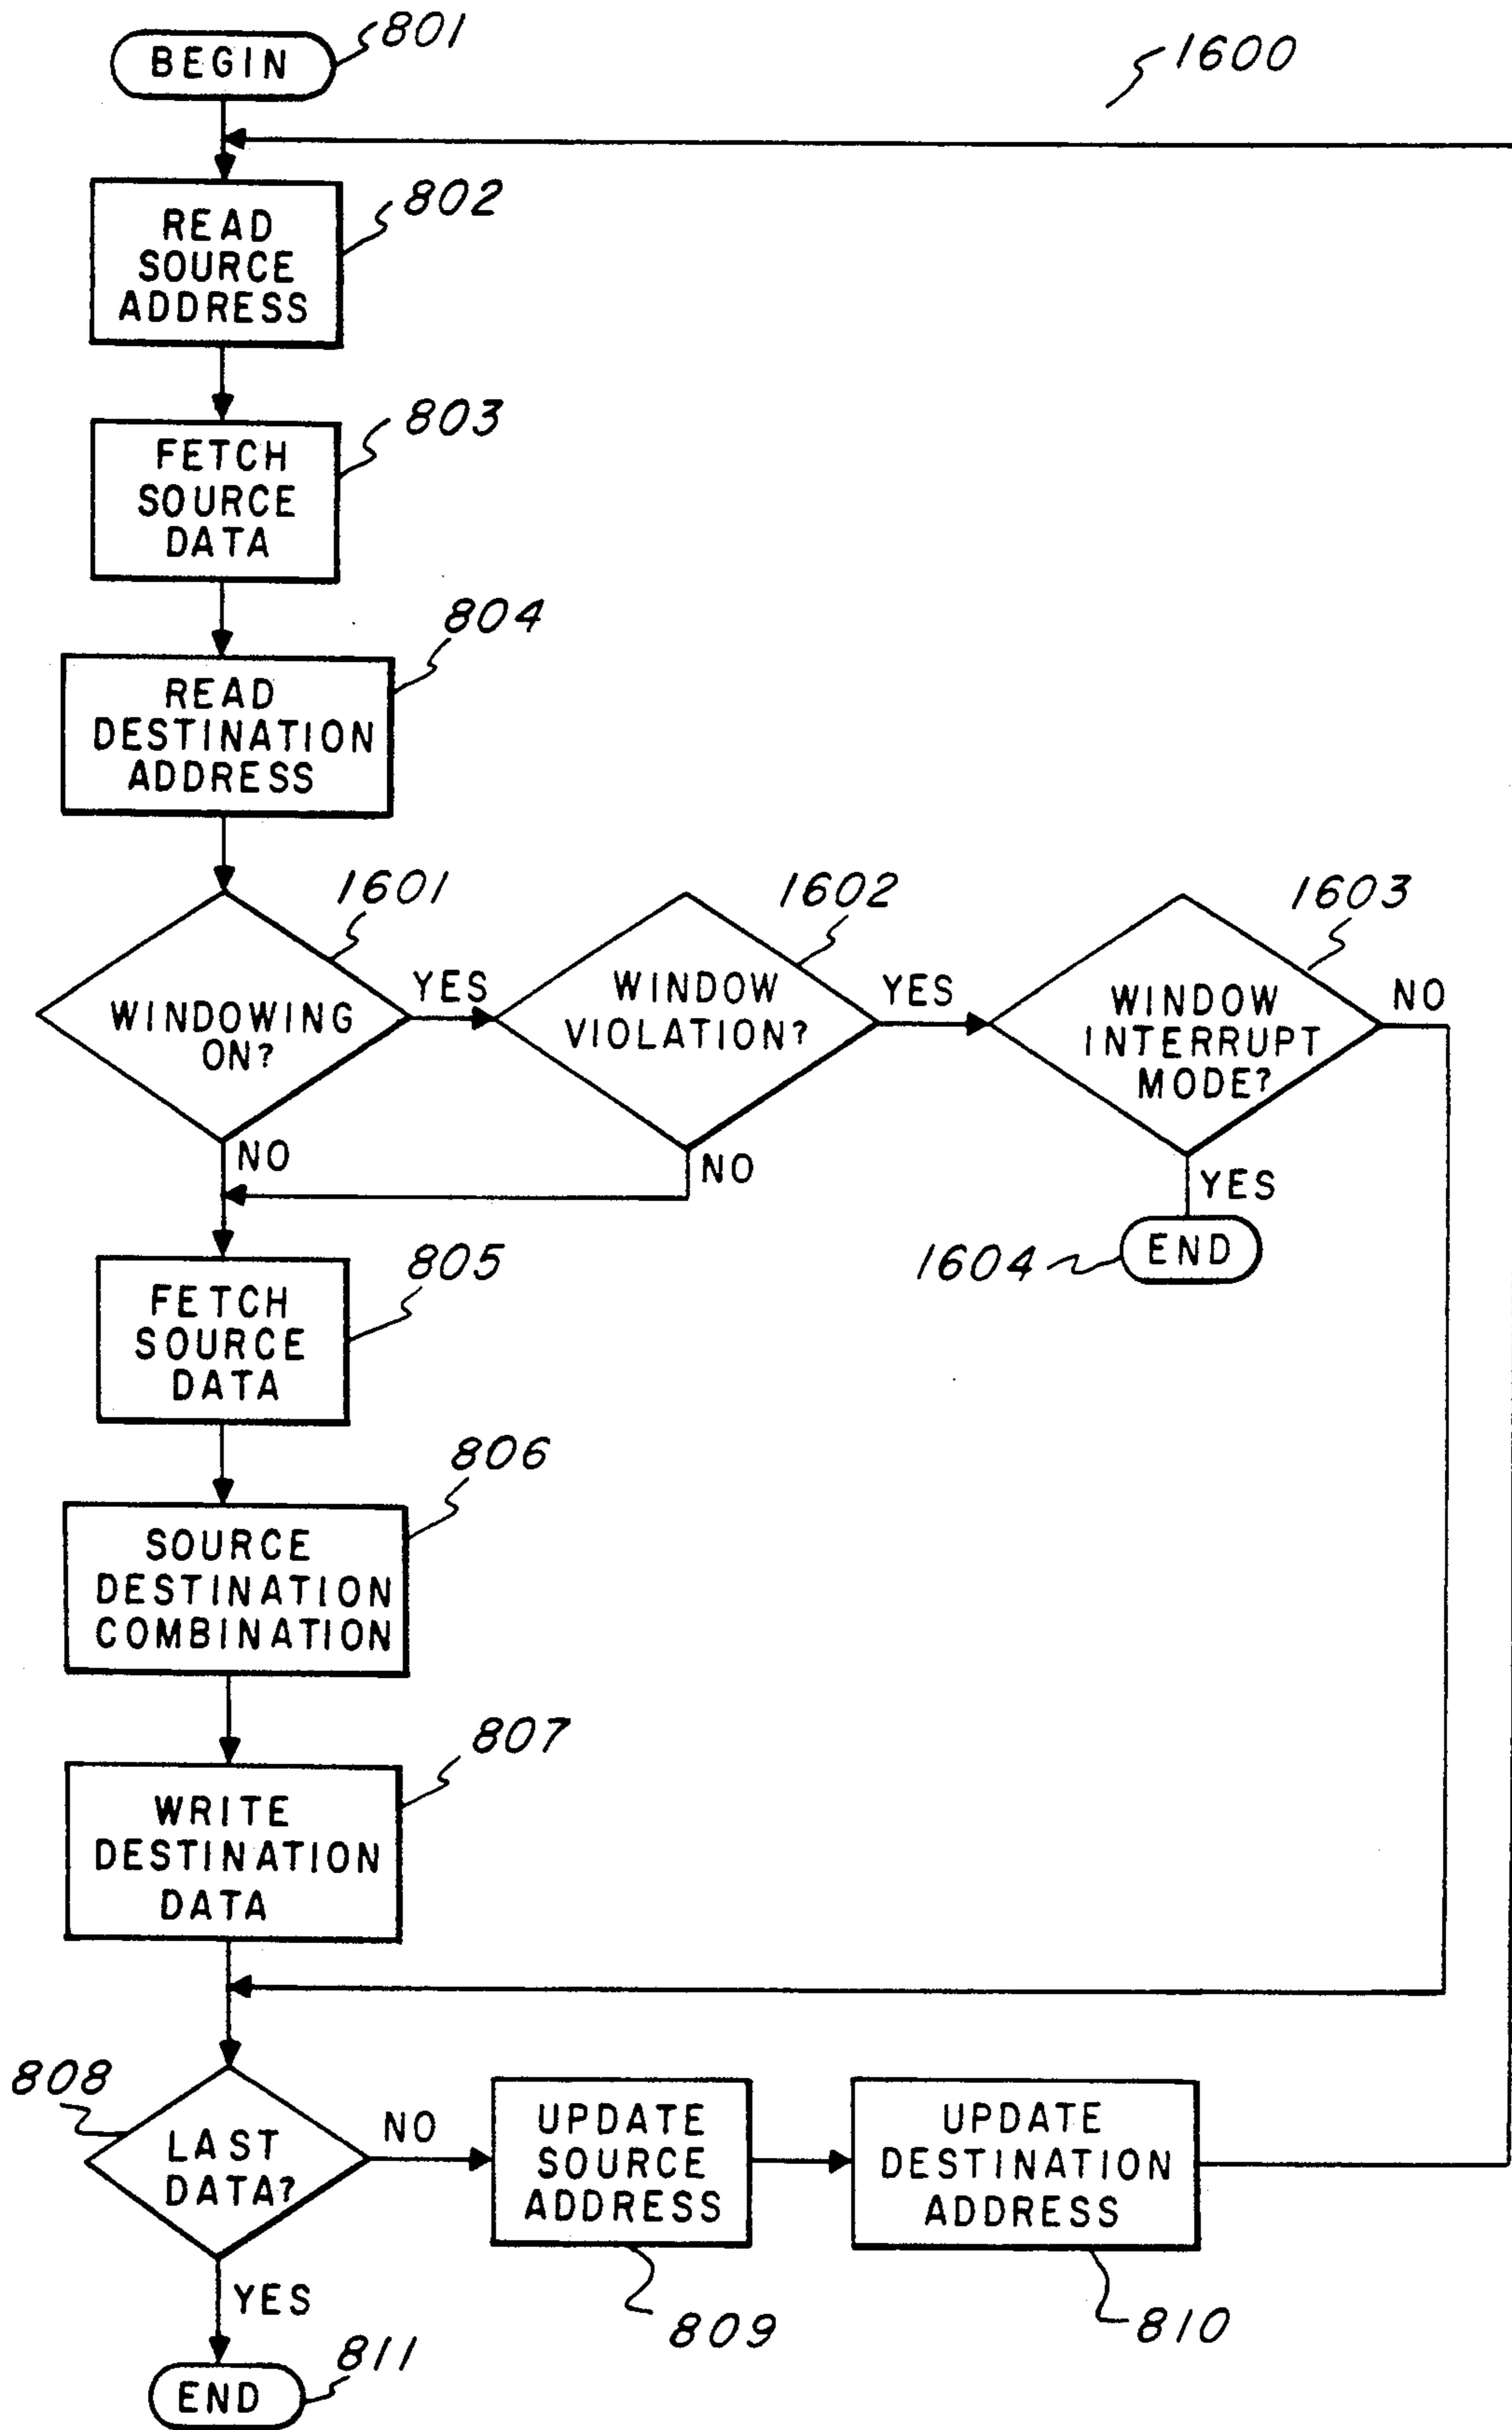 BEGIN
801
1600
READ
SOURCE
ADDRESS
802
FETCH
SOURCE
DATA
803
READ
DESTINATION
ADDRESS
804
WINDOWING
ON?
1601
YES
NO
WINDOW
VIOLATION?
1602
YES
NO
WINDOW
INTERRUPT
MODE?
1603
NO
YES
END
1604
FETCH
SOURCE
DATA
805
SOURCE
DESTINATION
COMBINATION
806
WRITE
DESTINATION
DATA
807
808
LAST
DATA?
NO
UPDATE
SOURCE
ADDRESS
809
UPDATE
DESTINATION
ADDRESS
810
YES
END
811